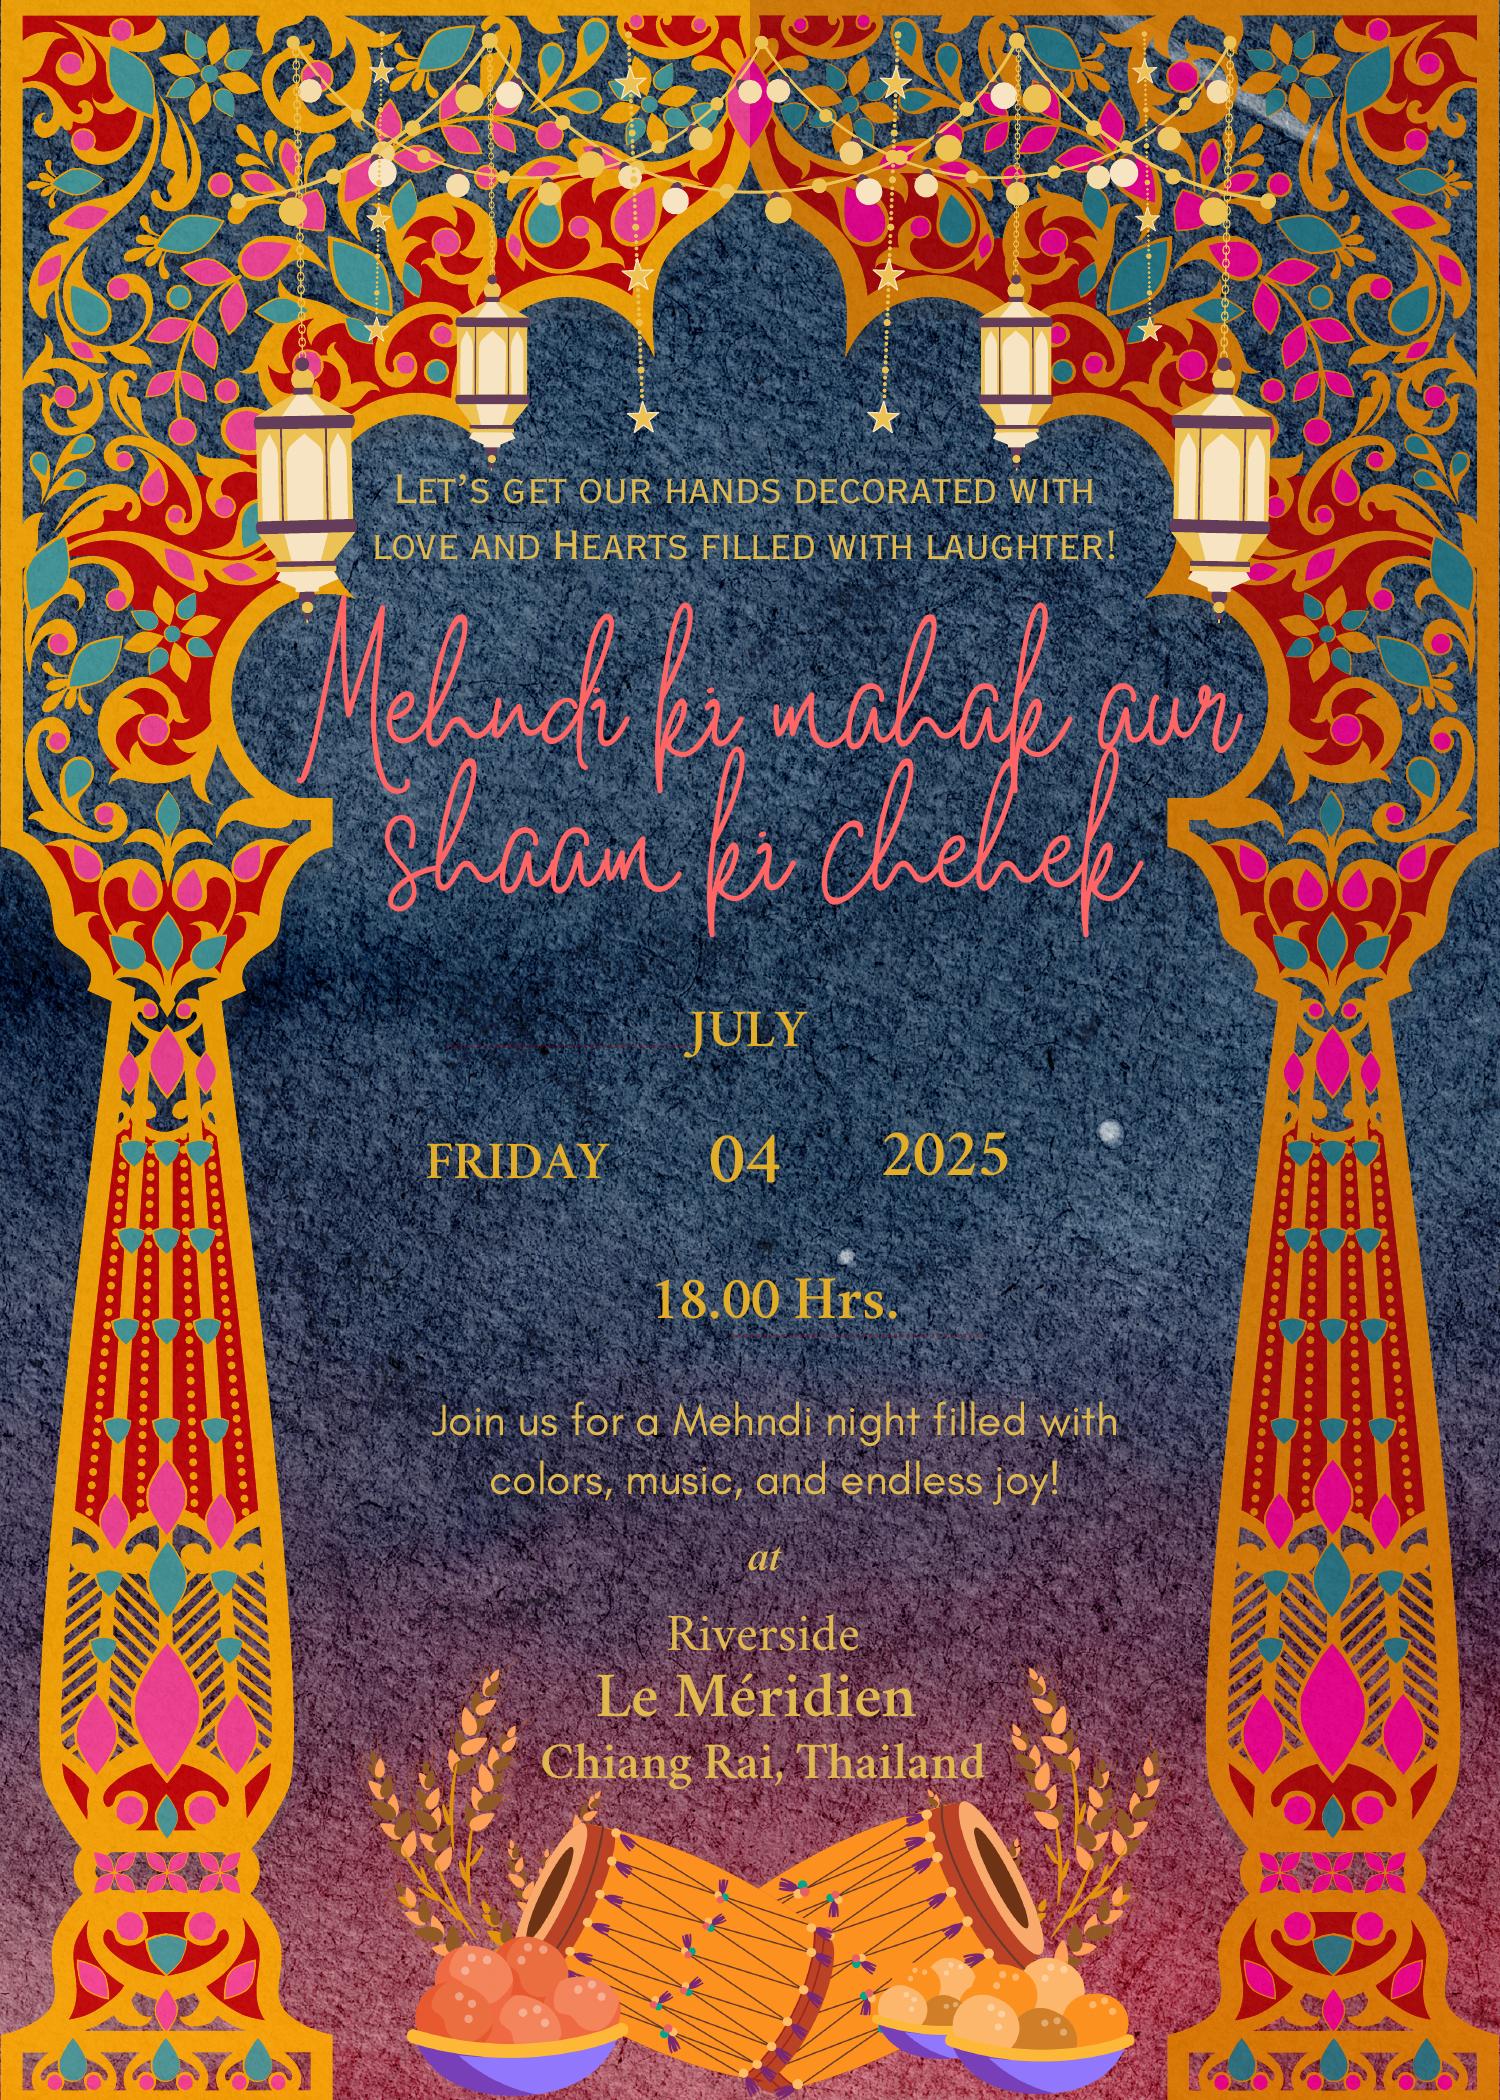 Let's get our hands decorated with
love and Hearts filled with laughter!
Mehndi ki mahak aur
shaam ki chehek
JULY
FRIDAY 04 2025
18.00 Hrs.
Join us for a Mehndi night filled with
colors, music, and endless joy!
at
Riverside
Le Méridien
Chiang Rai, Thailand